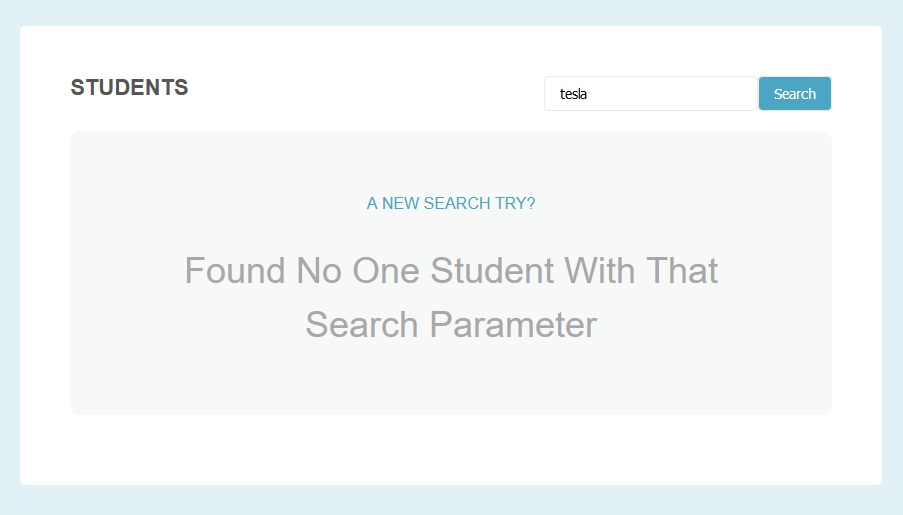 STUDENTS
tesla
Search
A NEW SEARCH TRY?
Found No One Student With That
Search Parameter